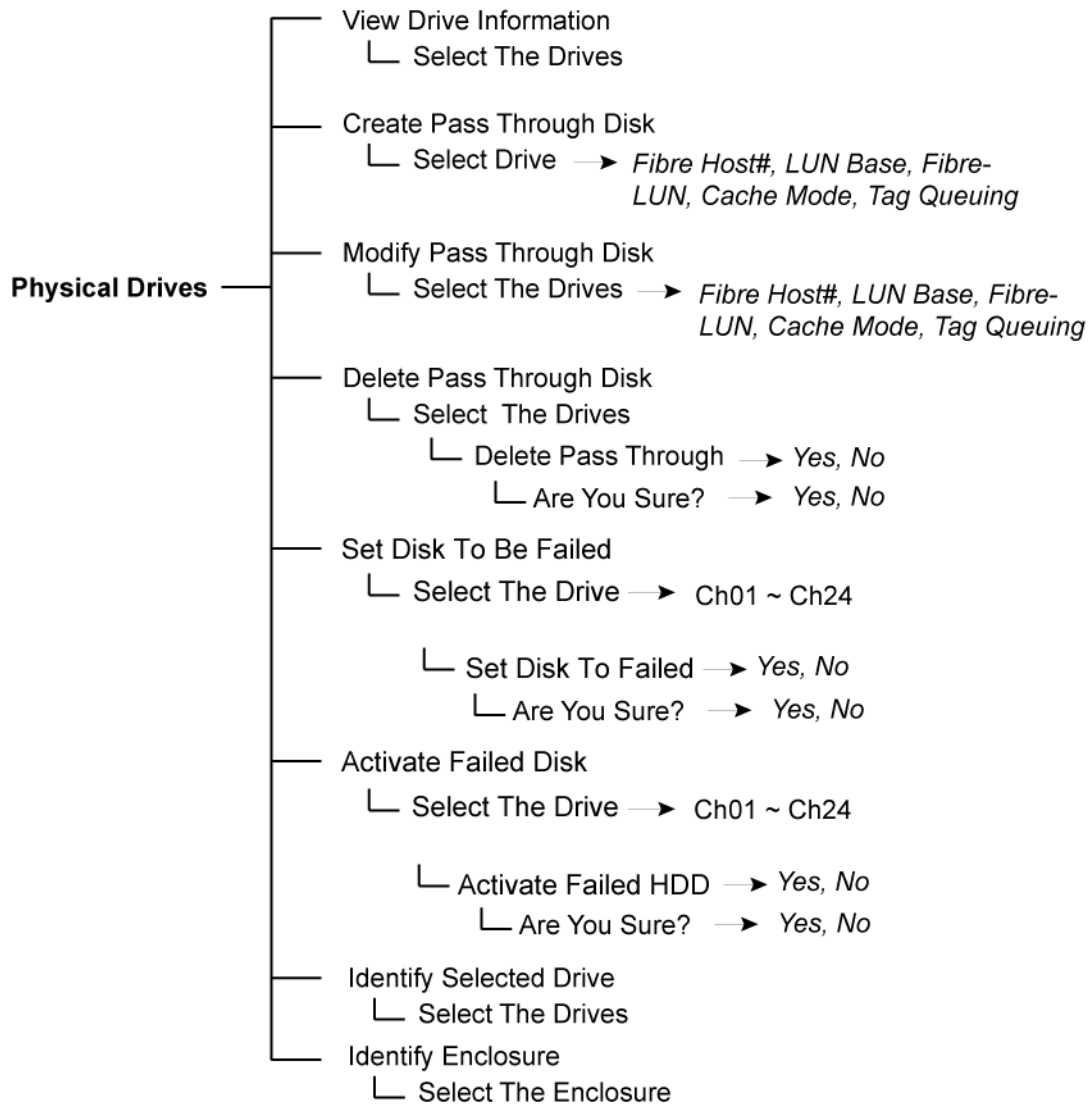 View Drive Information
Select The Drives
Create Pass Through Disk
Select Drive
Fibre Host#, LUN Base, Fibre-
LUN, Cache Mode, Tag Queuing
Modify Pass Through Disk
Physical Drives
Select The Drives
Fibre Host#, LUN Base, Fibre-
LUN, Cache Mode, Tag Queuing
Delete Pass Through Disk
Select The Drives
Delete Pass Through Yes, No
Are You Sure? Yes, No
Set Disk To Be Failed
Select The Drive Ch01 ~ Ch24
Set Disk To Failed Yes, No
Are You Sure? Yes, No
Activate Failed Disk
Select The Drive Ch01 ~ Ch24
Activate Failed HDD Yes, No
Are You Sure? Yes, No
Identify Selected Drive
Select The Drives
Identify Enclosure
Select The Enclosure